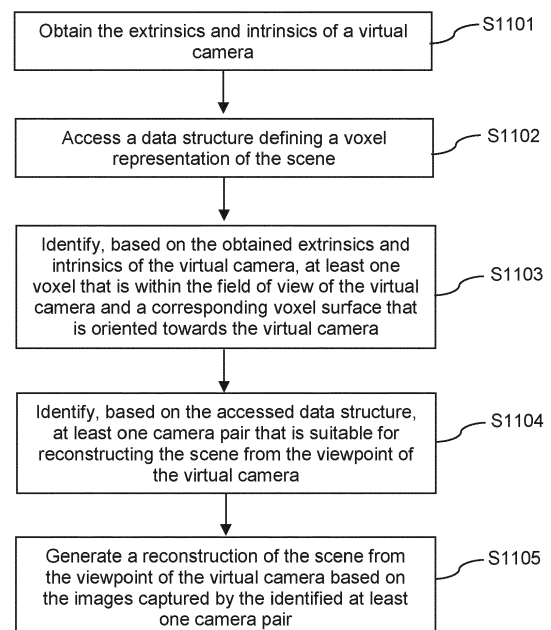 Obtain the extrinsics and intrinsics of a virtual
camera
S1101
Access a data structure defining a voxel
representation of the scene
S1102
Identify, based on the obtained extrinsics and
intrinsics of the virtual camera, at least one
voxel that is within the field of view of the virtual
camera and a corresponding voxel surface that
is oriented towards the virtual camera
S1103
Identify, based on the accessed data structure,
at least one camera pair that is suitable for
reconstructing the scene from the viewpoint of
the virtual camera
S1104
Generate a reconstruction of the scene from
the viewpoint of the virtual camera based on
the images captured by the identified at least
one camera pair
S1105